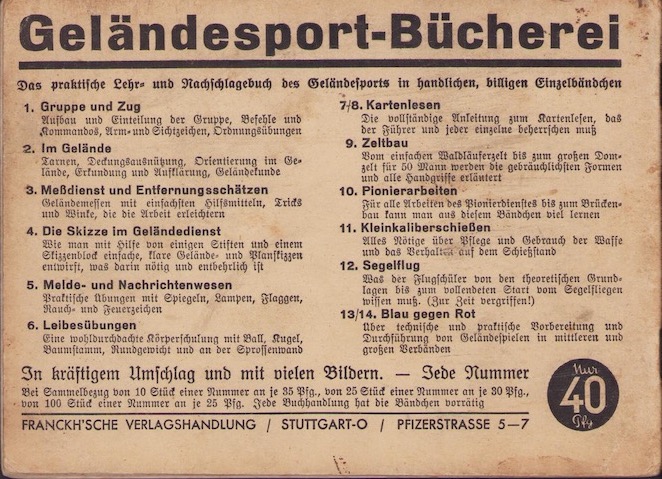 Geländesport-Bücherei
Das praktische Lehr- und Nachschlagebuch des Geländesports in handlichen, billigen Einzelbändchen
1. Gruppe und Zug
Aufbau und Einteilung der Gruppe, Befehle und
Kommandos, Arm- und Sichtzeichen, Ordnungsübungen
2. Im Gelände
Tarnen, Deckungsausnützung, Orientierung im Ge-
lände, Erkundung und Aufklärung, Geländekunde
3. Meßdienst und Entfernungsschätzen
Geländemessen mit einfachsten Hilfsmitteln, Tricks
und Winke, die die Arbeit erleichtern
4. Die Skizze im Geländedienst
Wie man mit Hilfe von einigen Stiften und einem
Skizzenblock einfache, klare Gelände- und Planskizzen
entwirft, was darin nötig und entbehrlich ist
5. Melde- und Nachrichtenwesen
Praktische Übungen mit Spiegeln, Lampen, Flaggen,
Rauch- und Feuerzeichen
6. Leibesübungen
Eine wohldurchdachte Körperschulung mit Ball, Kugel,
Baumstamm, Rundgewicht und an der Sprossenwand
7/8. Kartenlesen
Die vollständige Anleitung zum Kartenlesen, das
der Führer und jeder einzelne beherrschen muß
9. Zeltbau
Vom einfachen Waldläuferzelt bis zum großen Dom-
zelt für 50 Mann werden die gebräuchlichsten Formen
und alle Handgriffe erläutert
10. Pionierarbeiten
Für alle Arbeiten des Pionierdienstes bis zum Brücken-
bau kann man aus diesem Bändchen viel lernen
11. Kleinkaliberschießen
Alles Nötige über Pflege und Gebrauch der Waffe
und das Verhalten auf dem Schießstand
12. Segelflug
Was der Flugschüler von den theoretischen Grund-
lagen bis zum vollendeten Start vom Segelfliegen
wissen muß. (Zur Zeit vergriffen!)
13/14. Blau gegen Rot
Über technische und praktische Vorbereitung und
Durchführung von Geländespielen in mittleren und
großen Verbänden
In kräftigem Umschlag und mit vielen Bildern. — Jede Nummer
Nur
40
Pfg
Bei Sammelbezug von 10 Stück einer Nummer an je 35 Pfg., von 25 Stück einer Nummer an je 30 Pfg.,
von 100 Stück einer Nummer an je 25 Pfg. Jede Buchhandlung hat die Bändchen vorrätig
FRANCKH'SCHE VERLAGSHANDLUNG / STUTTGART-O / PFIZERSTRASSE 5—7